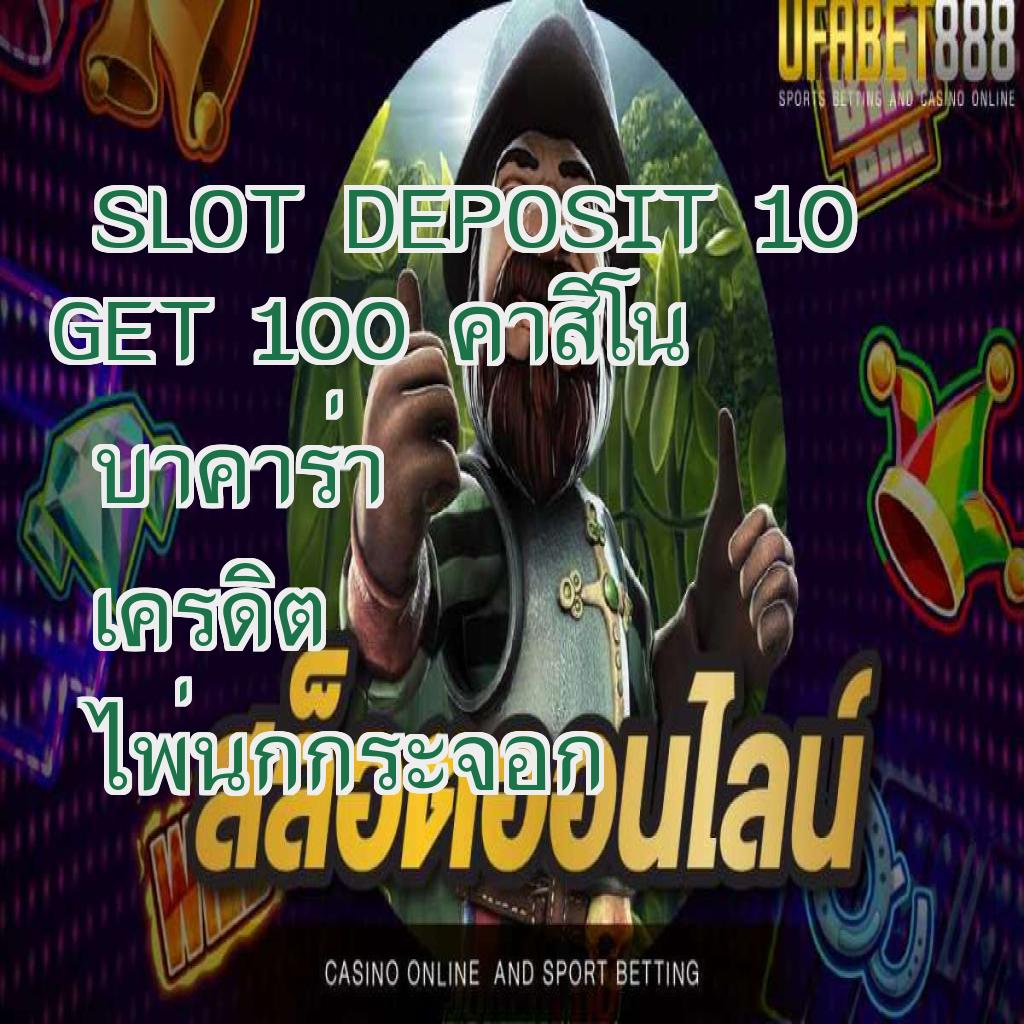 UFABET888
SPORTS BETTING AND CASINO ONLINE
BAR
SLOT DEPOSIT 10
GET 100 คาสิโน
บาคาร่า
เครดิต
ไพ่นกกระจอก
สล็อตออนไลน์
WIN
CASINO ONLINE AND SPORT BETTING